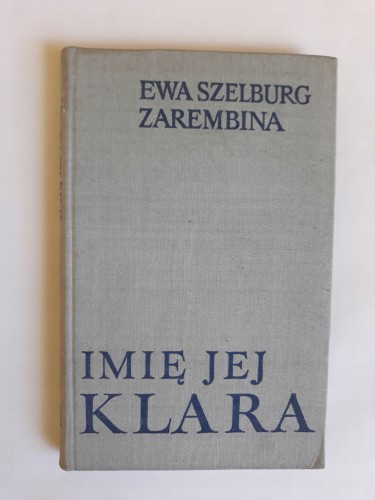 EWA SZELBURG
ZAREMBINA
IMIĘ JEJ
KLARA